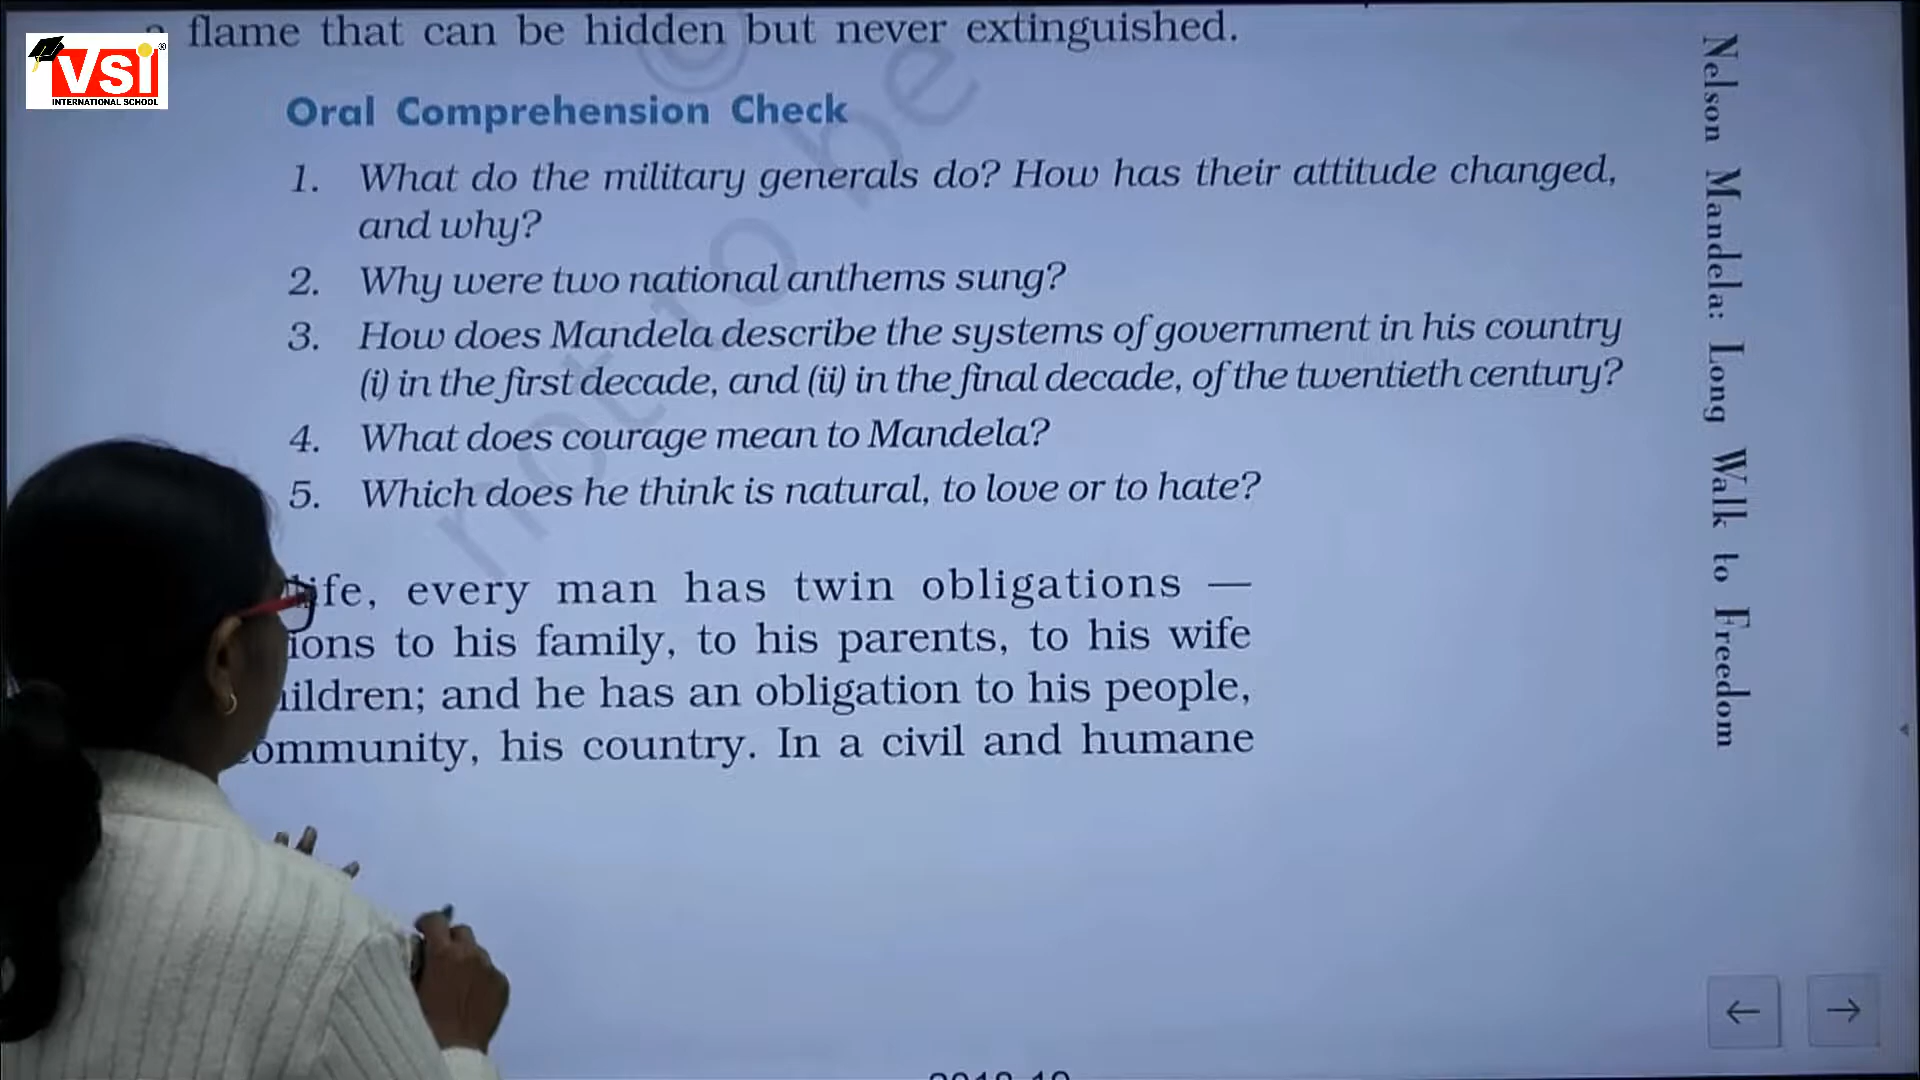 flame that can be hidden but never extinguished.
VSI
INTERNATIONAL SCHOOL
Oral Comprehension Check
1. What do the military generals do? How has their attitude changed,
and why?
2. Why were two national anthems sung?
3. How does Mandela describe the systems of government in his country
(i) in the first decade, and (ii) in the final decade, of the twentieth century?
4. What does courage mean to Mandela?
5. Which does he think is natural, to love or to hate?
life, every man has twin obligations —
to his family, to his parents, to his wife
and he has an obligation to his people,
his country. In a civil and humane
Nelson Mandela: Long Walk to Freedom
not to be